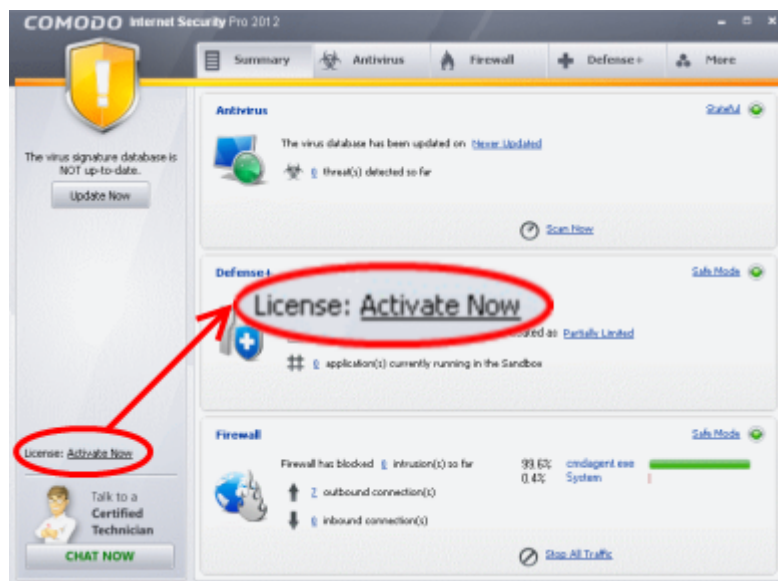 COMODO Internet Security Pro 2012
Summary
Antivirus
Firewall
Defense+
More
The virus signature database is
NOT up-to-date.
Update Now
License: Activate Now
Talk to a
Certified
Technician
CHAT NOW
Antivirus
Stateful
The virus database has been updated on Never Updated
0 threat(s) detected so far
Scan Now
Defense+
Safe Mode
License: Activate Now
as Partially Limited
0 application(s) currently running in the Sandbox
Firewall
Safe Mode
Firewall has blocked 0 intrusion(s) so far
99.6% cmdagent.exe
0.4% System
2 outbound connection(s)
0 inbound connection(s)
Stop All Traffic